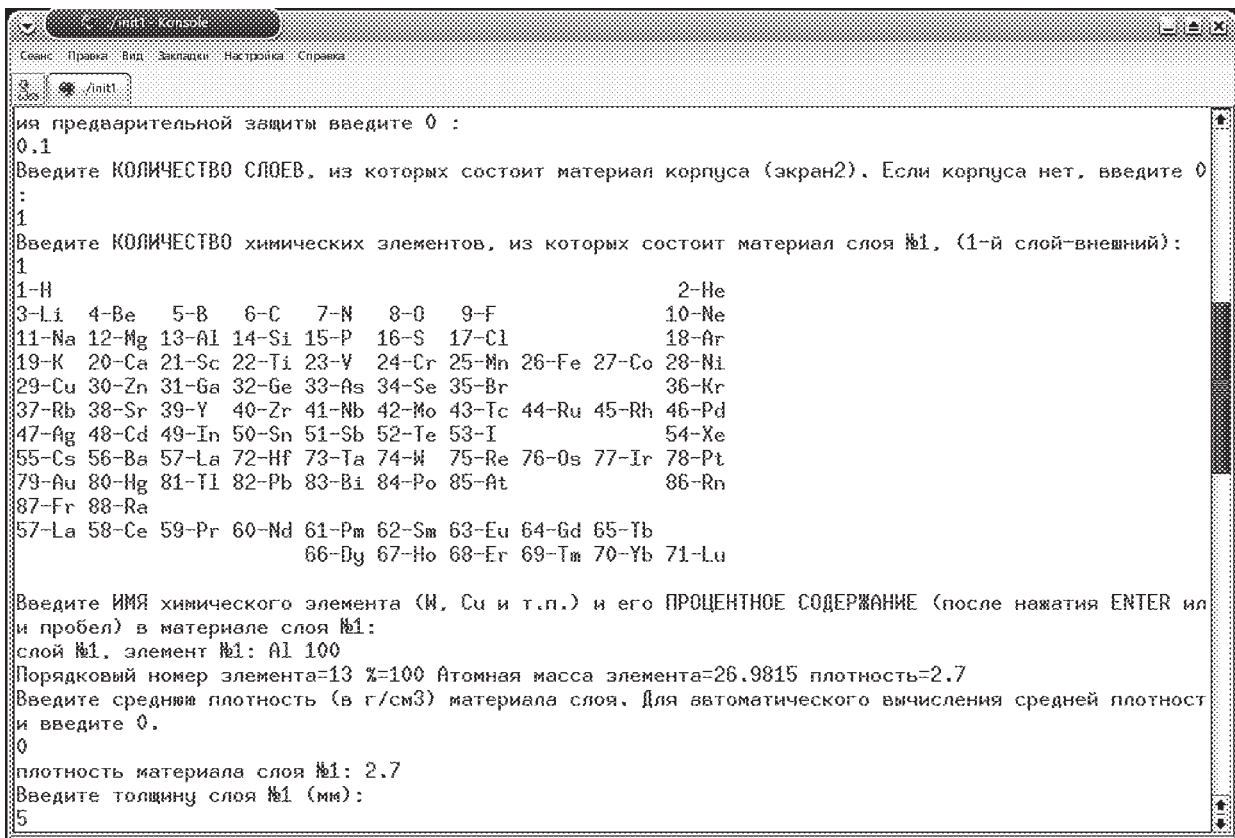 ./init1 - Konsole
Сеанс Правка Вид Закладки Настройка Справка
./init1
ия предварительной защиты введите 0 :
0.1
Введите КОЛИЧЕСТВО СЛОЕВ, из которых состоит материал корпуса (экран2). Если корпуса нет, введите 0
:
1
Введите КОЛИЧЕСТВО химических элементов, из которых состоит материал слоя №1, (1-й слой-внешний):
1
1-H 2-He
3-Li 4-Be 5-B 6-C 7-N 8-O 9-F 10-Ne
11-Na 12-Mg 13-Al 14-Si 15-P 16-S 17-Cl 18-Ar
19-K 20-Ca 21-Sc 22-Ti 23-V 24-Cr 25-Mn 26-Fe 27-Co 28-Ni
29-Cu 30-Zn 31-Ga 32-Ge 33-As 34-Se 35-Br 36-Kr
37-Rb 38-Sr 39-Y 40-Zr 41-Nb 42-Mo 43-Tc 44-Ru 45-Rh 46-Pd
47-Ag 48-Cd 49-In 50-Sn 51-Sb 52-Te 53-I 54-Xe
55-Cs 56-Ba 57-La 72-Hf 73-Ta 74-W 75-Re 76-Os 77-Ir 78-Pt
79-Au 80-Hg 81-Tl 82-Pb 83-Bi 84-Po 85-At 86-Rn
87-Fr 88-Ra
57-La 58-Ce 59-Pr 60-Nd 61-Pm 62-Sm 63-Eu 64-Gd 65-Tb
66-Dy 67-Ho 68-Er 69-Tm 70-Yb 71-Lu
Введите ИМЯ химического элемента (W, Cu и т.п.) и его ПРОЦЕНТНОЕ СОДЕРЖАНИЕ (после нажатия ENTER ил
и пробел) в материале слоя №1:
слой №1, элемент №1: Al 100
Порядковый номер элемента=13 %=100 Атомная масса элемента=26.9815 плотность=2.7
Введите среднюю плотность (в г/см3) материала слоя. Для автоматического вычисления средней плотност
и введите 0.
0
плотность материала слоя №1: 2.7
Введите толщину слоя №1 (мм):
5